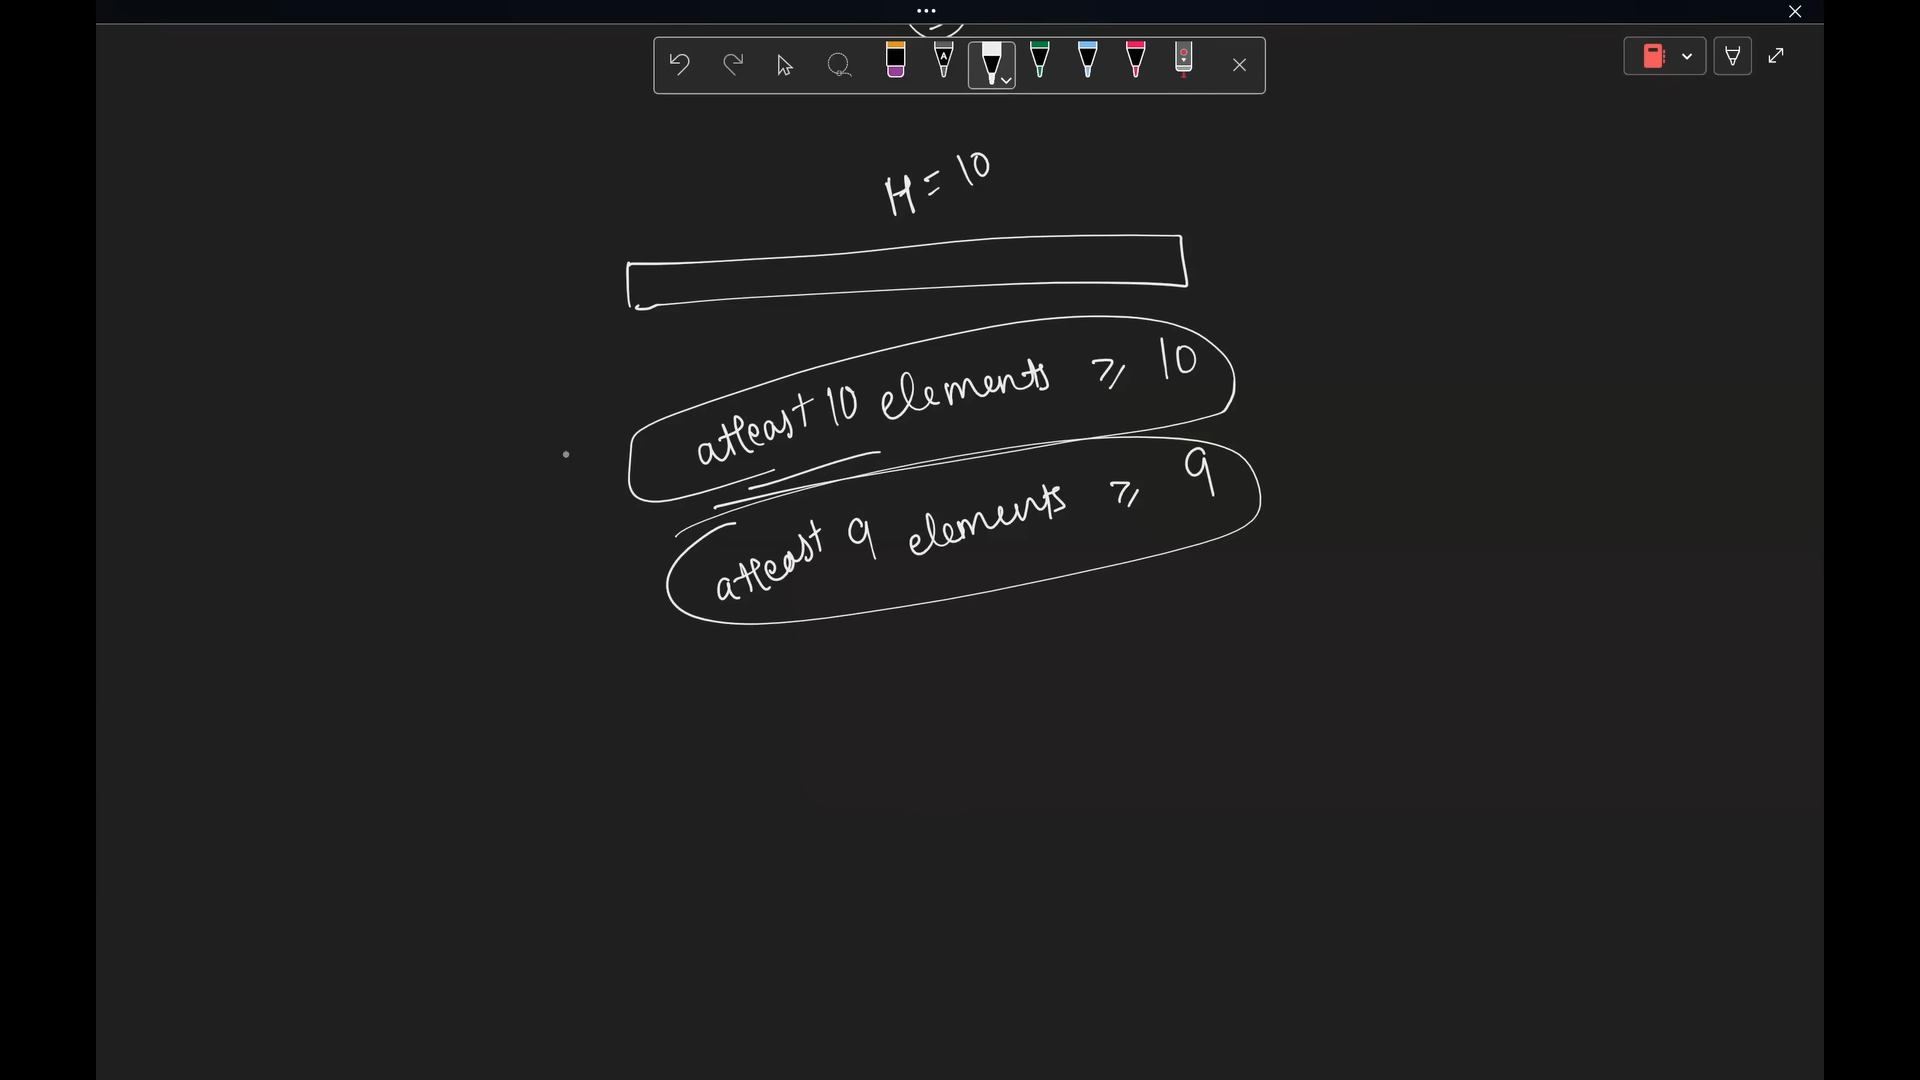 H = 10
atleast 10 elements ⩾ 10
atleast 9 elements ⩾ 9